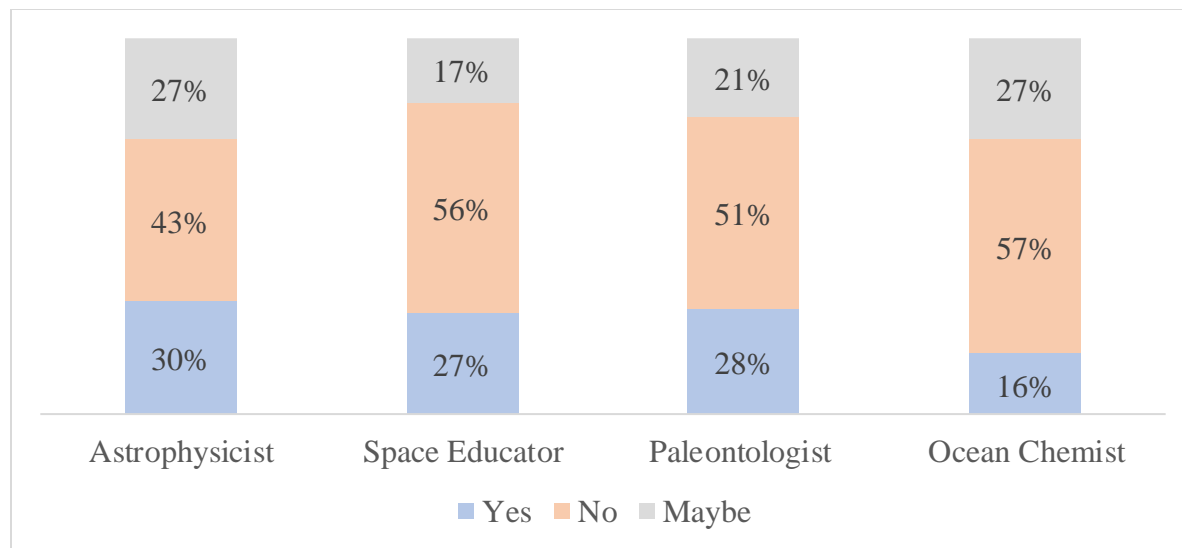 27% 17% 21% 27%
43% 56% 51% 57%
30% 27% 28% 16%
Astrophysicist Space Educator Paleontologist Ocean Chemist
Yes No Maybe